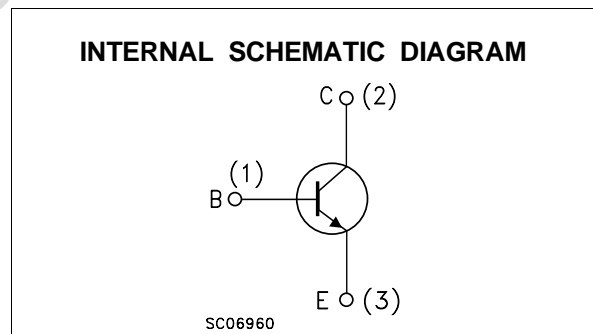 INTERNAL SCHEMATIC DIAGRAM
C (2)
(1)
B
E (3)
SC06960